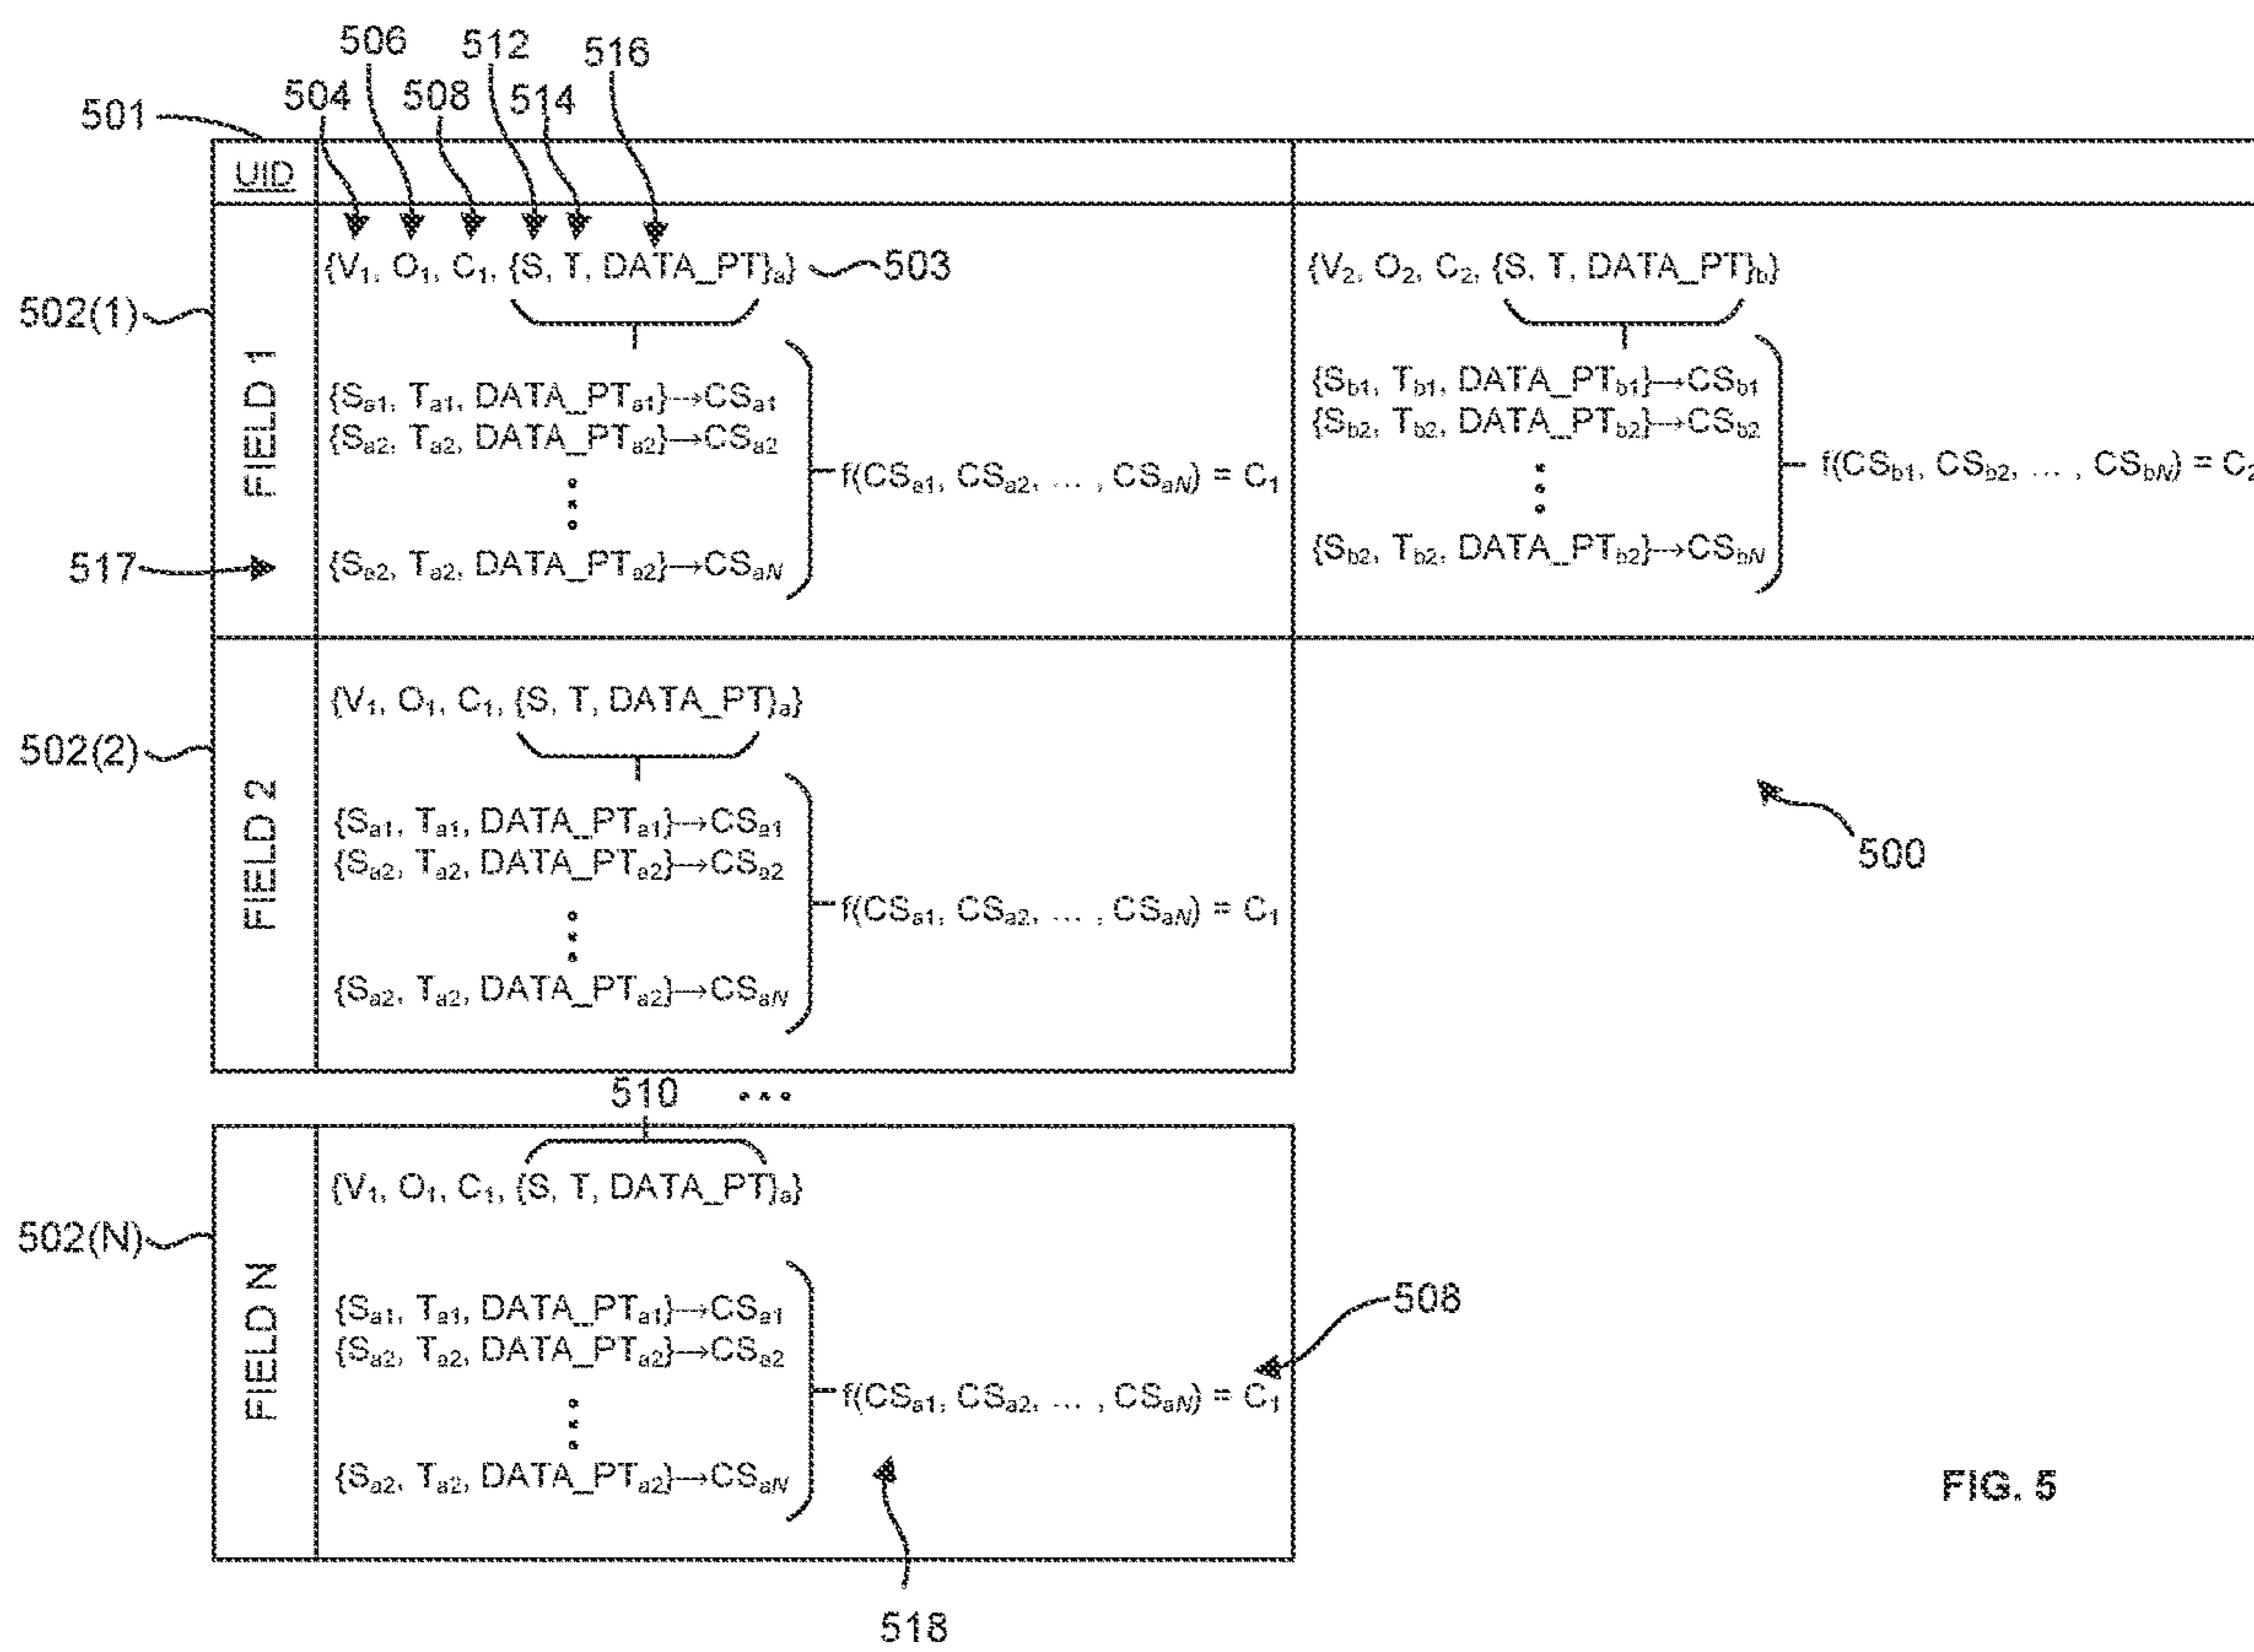 506 512 516
504 508 514
501
UID
{V₁, O₁, C₁, {S, T, DATA_PT}ₐ} 503
{V₂, O₂, C₂, {S, T, DATA_PT}b}
502(1)
FIELD 1
{Sa1, Ta1, DATA_PTa1}→CSa1
{Sa2, Ta2, DATA_PTa2}→CSa2
f(CSa1, CSa2, ... , CSaN) = C₁
517
{Sa2, Ta2, DATA_PTa2}→CSaN
{Sb1, Tb1, DATA_PTb1}→CSb1
{Sb2, Tb2, DATA_PTb2}→CSb2
f(CSb1, CSb2, ... , CSbN) = C₂
{Sb2, Tb2, DATA_PTb2}→CSbN
{V₁, O₁, C₁, {S, T, DATA_PT}ₐ}
502(2)
FIELD 2
{Sa1, Ta1, DATA_PTa1}→CSa1
{Sa2, Ta2, DATA_PTa2}→CSa2
500
f(CSa1, CSa2, ... , CSaN) = C₁
{Sa2, Ta2, DATA_PTa2}→CSaN
510 ...
{V₁, O₁, C₁, {S, T, DATA_PT}ₐ}
502(N)
FIELD N
{Sa1, Ta1, DATA_PTa1}→CSa1
508
{Sa2, Ta2, DATA_PTa2}→CSa2
f(CSa1, CSa2, ... , CSaN) = C₁
{Sa2, Ta2, DATA_PTa2}→CSaN
FIG. 5
518